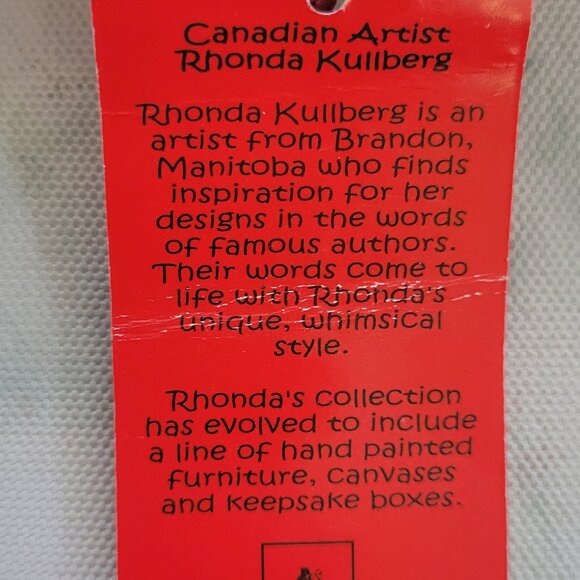 Canadian Artist
Rhonda Kullberg
Rhonda Kullberg is an
artist from Brandon,
Manitoba who finds
inspiration for her
designs in the words
of famous authors.
Their words come to
life with Rhonda's
unique, whimsical
style.
Rhonda's collection
has evolved to include
a line of hand painted
furniture, canvases
and keepsake boxes.